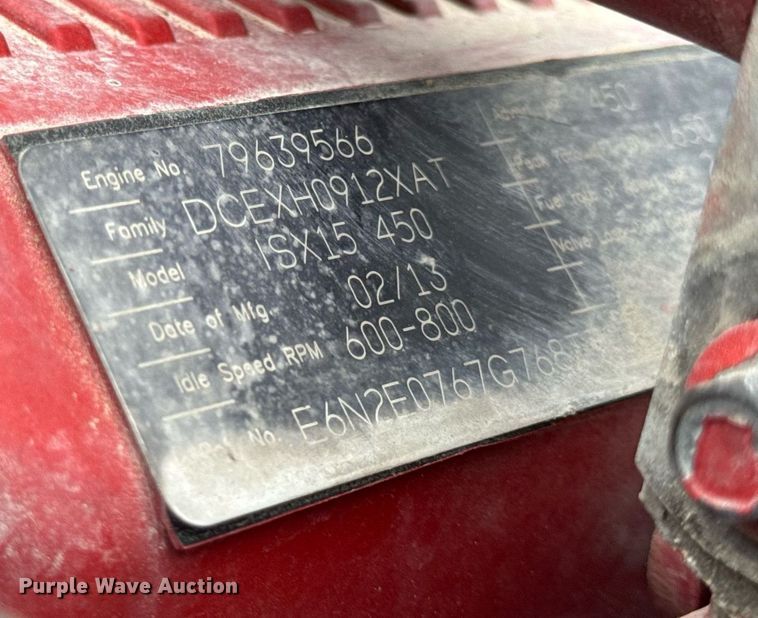 Engine No. 79639566
Family DCEXH0912XAT
Model ISX15 450
Date of Mfg. 02/13
Idle Speed RPM 600-800
No. E6N2E0767G768
450
650
Fuel
Valve
Purple Wave Auction